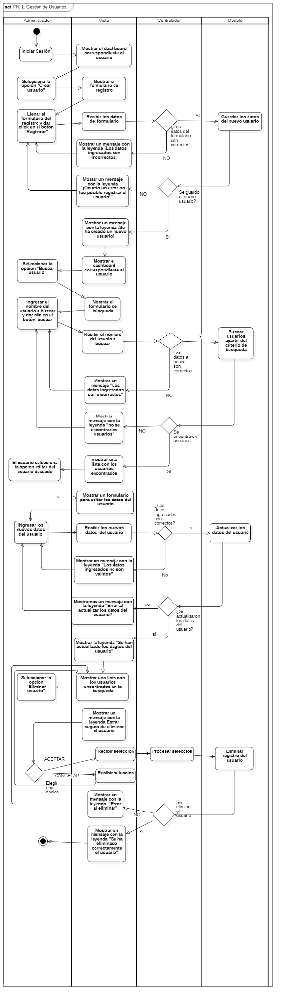 act FN. 1. Gestión de Usuarios
Administrador
Vista
Controlador
Modelo
Iniciar Sesión
Mostrar el dashboard
correspondiente al
usuario
Selecciona la
opción "Crear
usuario"
Mostrar el
formulario de
registro
Llenar el
formulario del
registro y dar
click en el boton
"Registrar"
Recibir los datos
del formulario
¿Los
datos del
formulario
son
correctos?
SI
Guardar los datos
del nuevo usuario
Mostrar un mensaje con
la leyenda !Los datos
ingresados son
incorrectos¡
NO
Mostar un mensaje
con la leyenda
"¡Ocurrio un error no
fue posible registrar el
usuario!"
NO
Se guardo
el nuevo
usuario?
Mostrar un mensaje
con la leyenda ¡Se
ha creado un nuevo
usuario!
SI
Seleccionar la
opcion "Buscar
usuario"
Mostrar el
dashboard
correspondiente al
usuario
Ingresar el
nombre del
usuario a búscar
y dar clic en el
botón  buscar
Mostrar el
formulario de
búsqueda
Recibir el nombre
del usuaio a
buscar
Los
datos a
busca
son
correctos
SI
Buscar
usuarios
apartir del
criterio de
busqueda
Mostrar un
mensaje "Los
datos ingresados
son incorrectos"
NO
Mostrar
mensaje con la
leyenda "no se
encontrarios
usuarios"
NO
Se
encontraron
usuarios
El usuario selecciona
la opcion editar del
usuario deseado
mostrar una
lista con los
usuarios
encontrados
SI
Mostrar un formulario
para editar los datos del
usuario
¿Los
datos
ingresados
son
correctos?
INgresar los
nuevos datos
del usuario
Recibir los nuevos
datos  del usuario
si
Actualizar los
datos del usuario
Mostrar un mensaje con la
leyenda "Los datos
ingresados no son
validos"
No
Mostramos un mensaje con
la leyenda "Error al
actualizar los datos del
usuario?
no
¿Se
actualizaron
los datos
del
usuario?
si
Mostrar la leyenda "Se han
actualizado los dagtos del
usuario"
Seleccionar la
opcion
"Eliminar
usuario"
Mostrar una lista con
los usuarios
encontrados en la
busqueda
Mostrar un
mensaje con la
leyenda Estrar
seguro de eliminar
el usuario
Recibir seleccion
Procesar seleccion
Eliminar
registro del
usuario
ACEPTAR
CANCELAR
Recibir seleccion
Elegir
una
opcion
Mostrar un
mensaje con la
leyenda  "Error
al eliminar"
NO
Se
elimino
el
usuario
SI
Mostrar un
mensaje con la
leyenda "Se ha
eliminado
correctamente
el usuario"